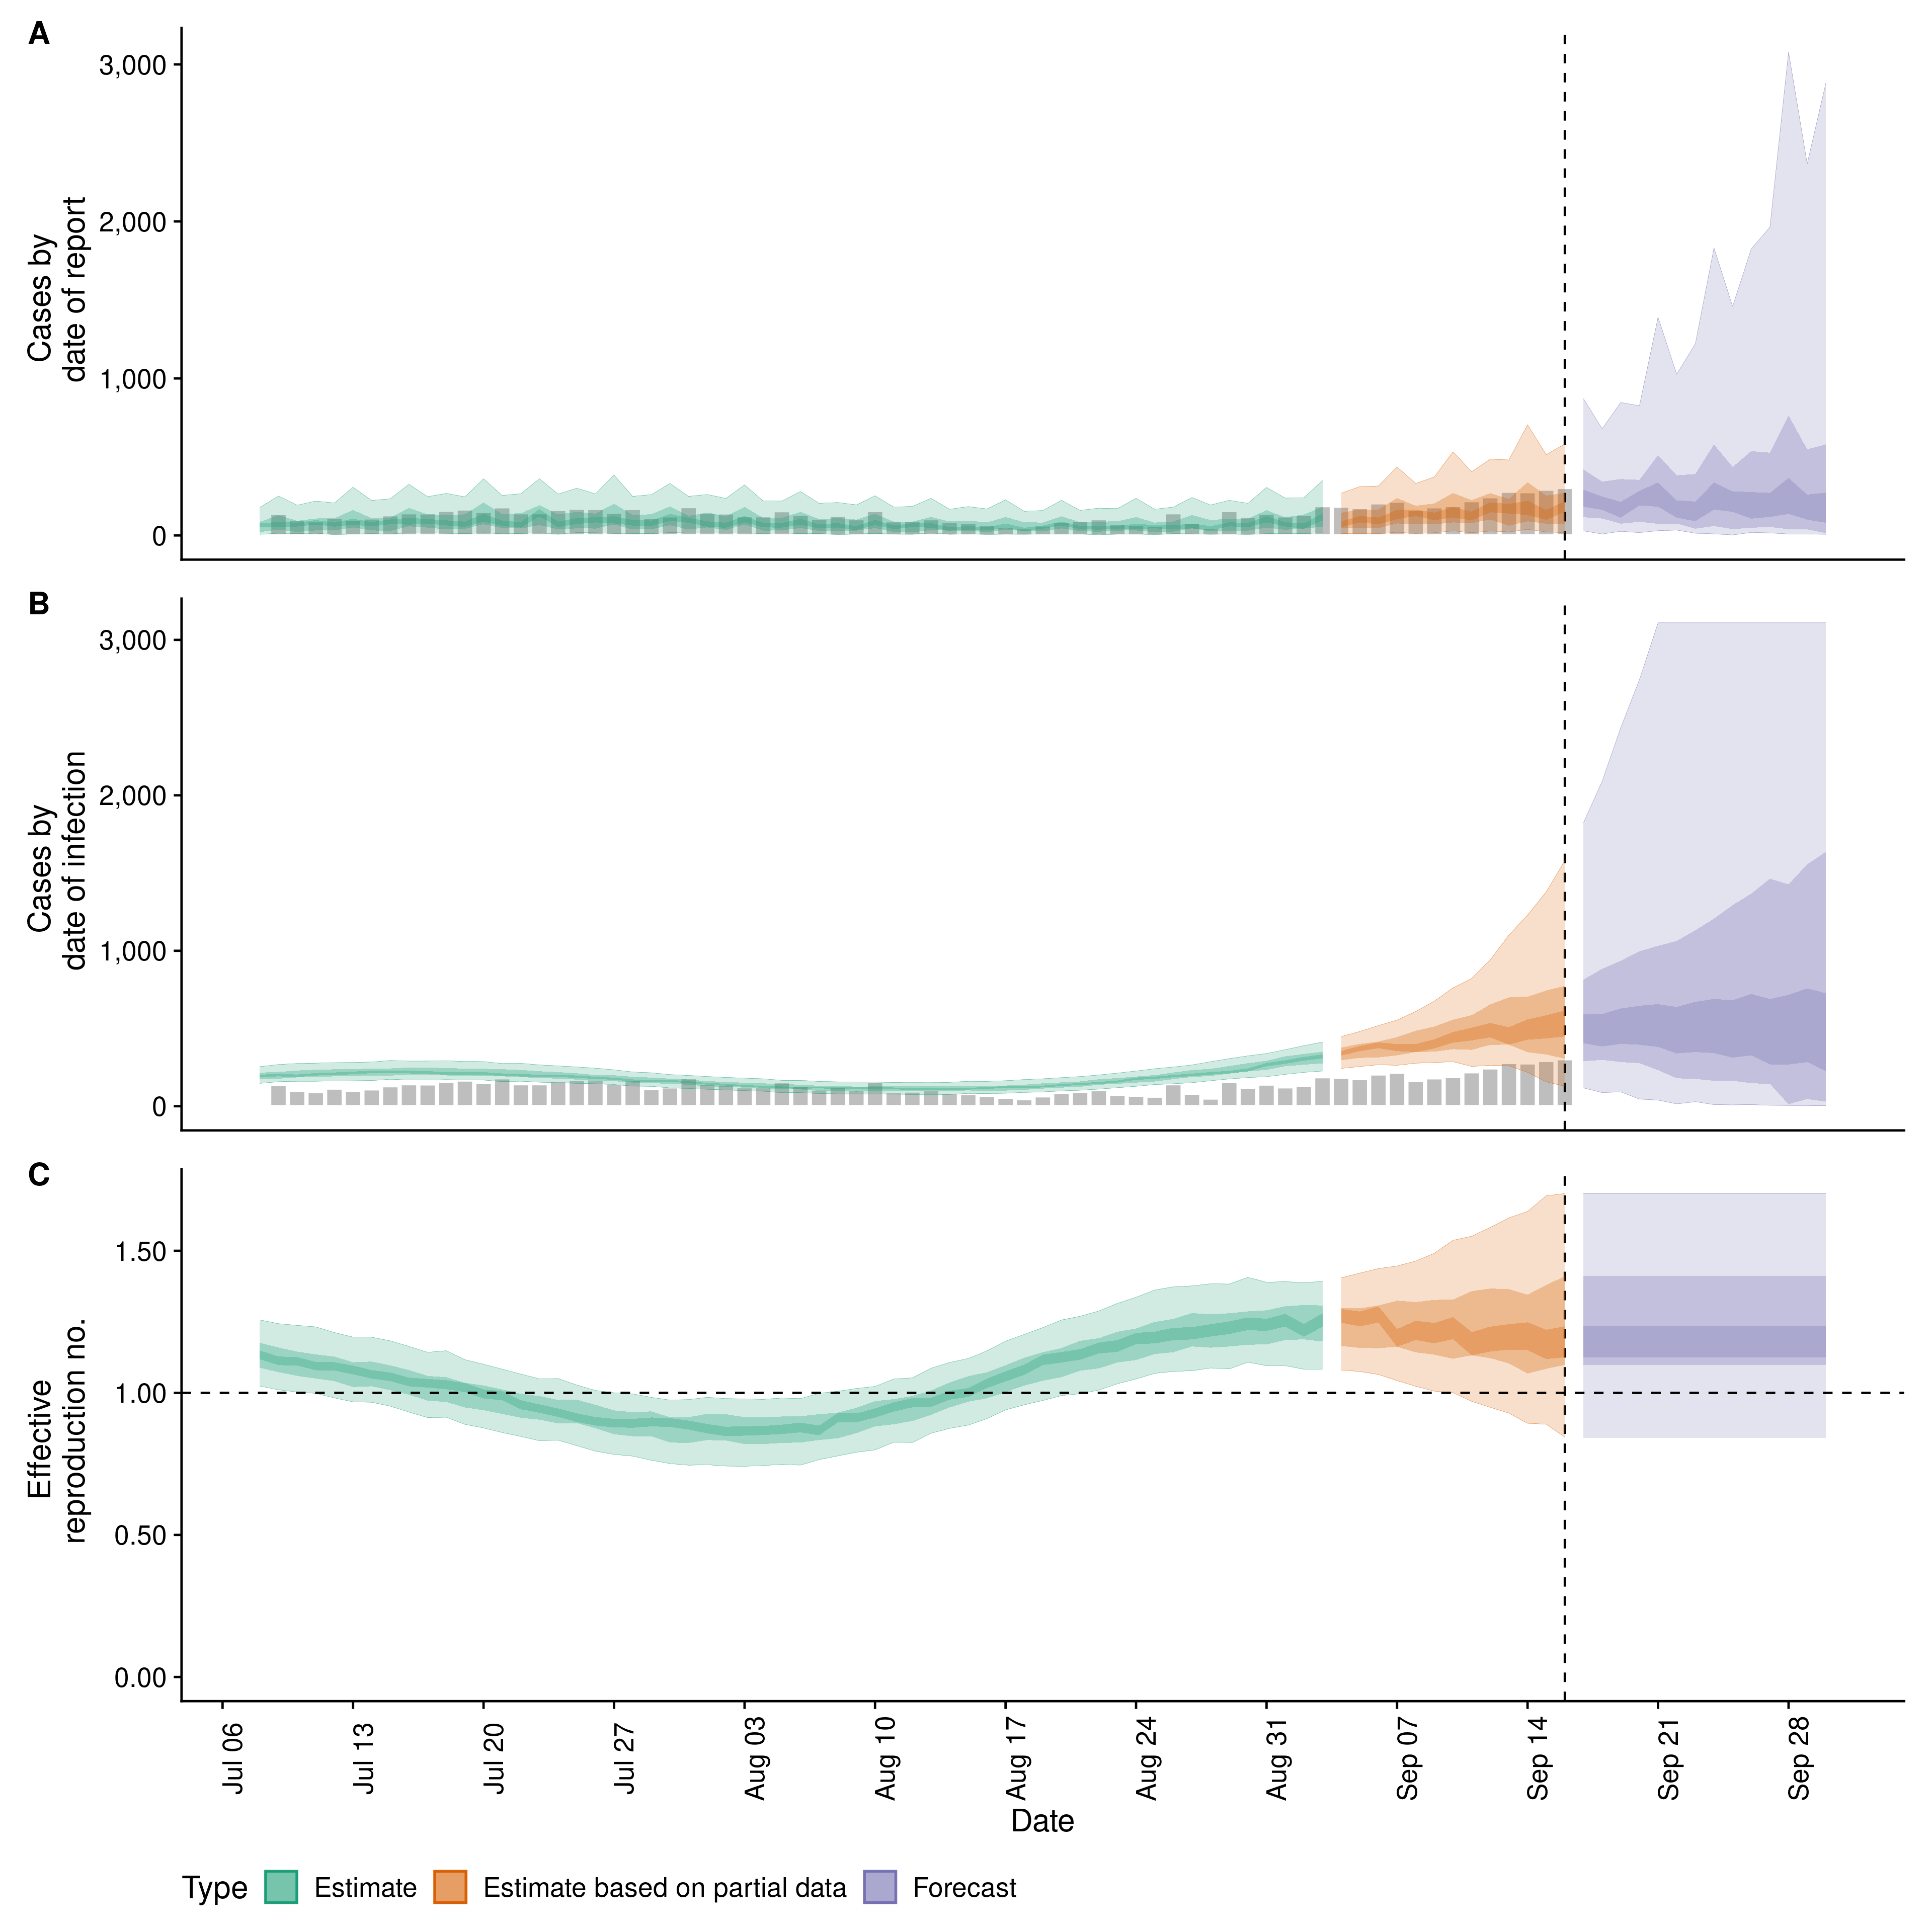 A
Cases by
date of report
3,000
2,000
1,000
0
B
Cases by
date of infection
3,000
2,000
1,000
0
C
Effective
reproduction no.
1.50
1.00
0.50
0.00
Jul 06
Jul 13
Jul 20
Jul 27
Aug 03
Aug 10
Aug 17
Aug 24
Aug 31
Sep 07
Sep 14
Sep 21
Sep 28
Date
Type Estimate Estimate based on partial data Forecast